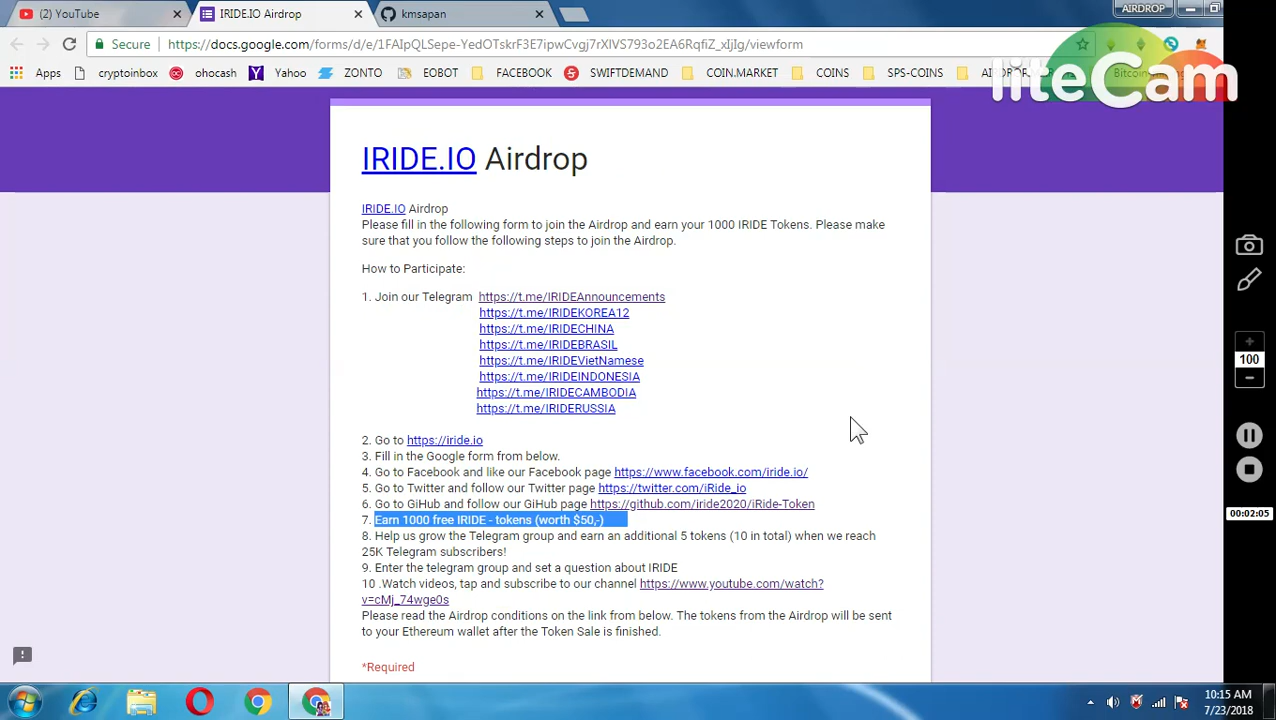 (2) YouTube
IRIDE.IO Airdrop
kmsapan
AIRDROP
Secure
https://docs.google.com/forms/d/e/1FAIpQLSepe-YedOTskrF3E7ipwCvgj7rXlVS793o2EA6RqfiZ_xIjIg/viewform
Apps
cryptoinbox
ohocash
Yahoo
ZONTO
EOBOT
FACEBOOK
SWIFTDEMAND
COIN.MARKET
COINS
SPS-COINS
liteCam
IRIDE.IO Airdrop
IRIDE.IO Airdrop
Please fill in the following form to join the Airdrop and earn your 1000 IRIDE Tokens. Please make
sure that you follow the following steps to join the Airdrop.
How to Participate:
1. Join our Telegram https://t.me/IRIDEAnnouncements
https://t.me/IRIDEKOREA12
https://t.me/IRIDECHINA
https://t.me/IRIDEBRASIL
https://t.me/IRIDEVietNamese
https://t.me/IRIDEINDONESIA
https://t.me/IRIDECAMBODIA
https://t.me/IRIDERUSSIA
2. Go to https://iride.io
3. Fill in the Google form from below.
4. Go to Facebook and like our Facebook page https://www.facebook.com/iride.io/
5. Go to Twitter and follow our Twitter page https://twitter.com/iRide_io
6. Go to GiHub and follow our GiHub page https://github.com/iride2020/iRide-Token
7. Earn 1000 free IRIDE - tokens (worth $50,-)
8. Help us grow the Telegram group and earn an additional 5 tokens (10 in total) when we reach
25K Telegram subscribers!
9. Enter the telegram group and set a question about IRIDE
10 .Watch videos, tap and subscribe to our channel https://www.youtube.com/watch?
v=cMj_74wge0s
Please read the Airdrop conditions on the link from below. The tokens from the Airdrop will be sent
to your Ethereum wallet after the Token Sale is finished.
*Required
100
00:02:05
10:15 AM
7/23/2018